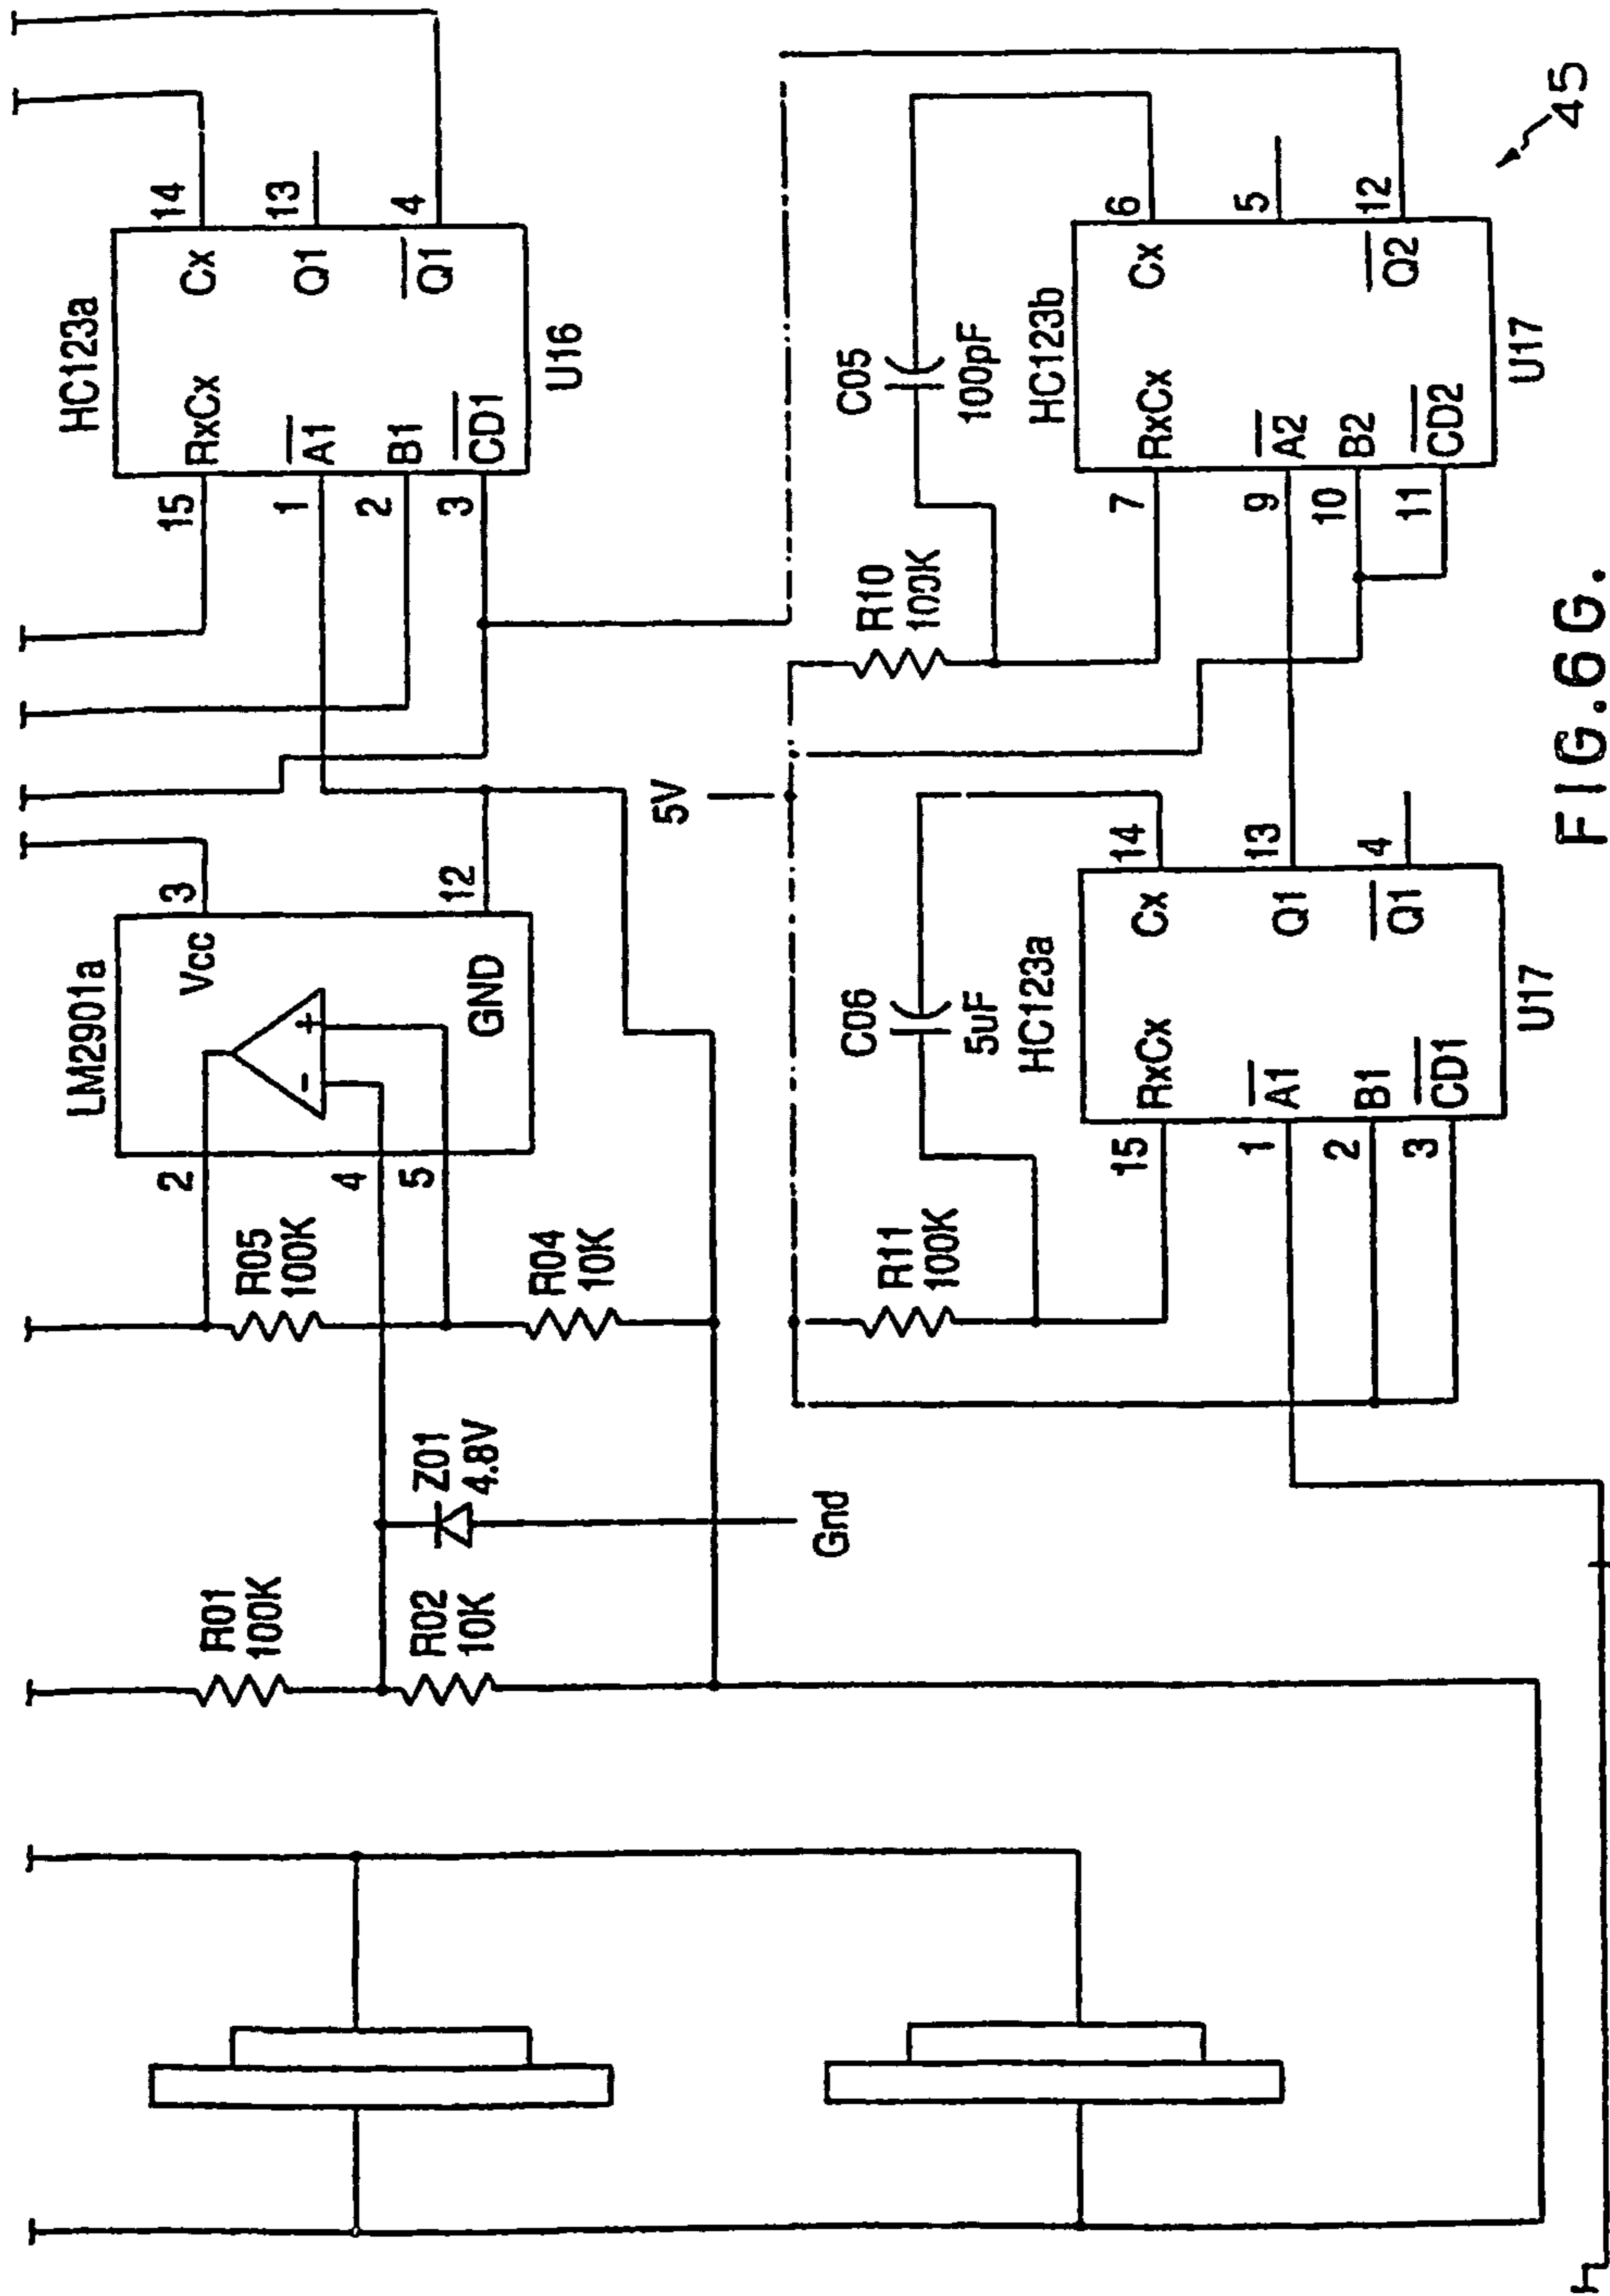 R01
100K
R02
10K
Z01
4.8V
Gnd
R05
100K
R04
10K
LM2901a
2
4
5
-
+
Vcc
GND
3
12
HC123a
15
1
2
3
RxCx
A1
B1
CD1
Cx
Q1
Q1
14
13
4
U16
5V
R11
100K
C06
5uF
HC123a
15
1
2
3
RxCx
A1
B1
CD1
Cx
Q1
Q1
14
13
4
U17
R10
100K
C05
100pF
HC123b
7
9
10
11
RxCx
A2
B2
CD2
Cx
Q2
6
5
12
U17
45
FIG.6G.